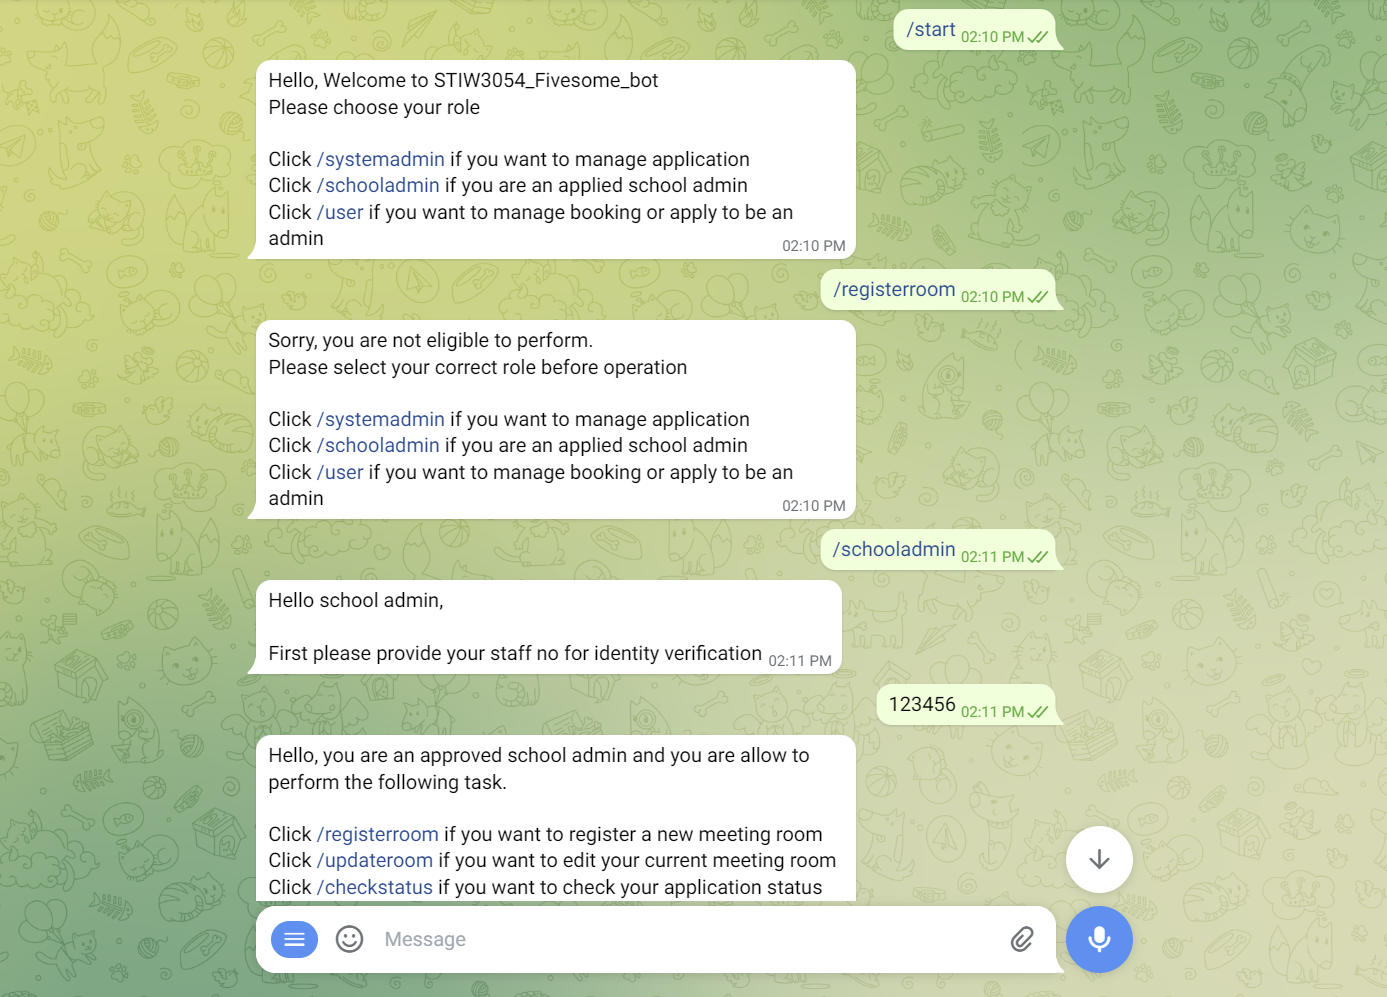 /start 02:10 PM
Hello, Welcome to STIW3054_Fivesome_bot
Please choose your role
Click /systemadmin if you want to manage application
Click /schooladmin if you are an applied school admin
Click /user if you want to manage booking or apply to be an
admin
02:10 PM
/registerroom 02:10 PM
Sorry, you are not eligible to perform.
Please select your correct role before operation
Click /systemadmin if you want to manage application
Click /schooladmin if you are an applied school admin
Click /user if you want to manage booking or apply to be an
admin
02:10 PM
/schooladmin 02:11 PM
Hello school admin,
First please provide your staff no for identity verification 02:11 PM
123456 02:11 PM
Hello, you are an approved school admin and you are allow to
perform the following task.
Click /registerroom if you want to register a new meeting room
Click /updateroom if you want to edit your current meeting room
Click /checkstatus if you want to check your application status
Message